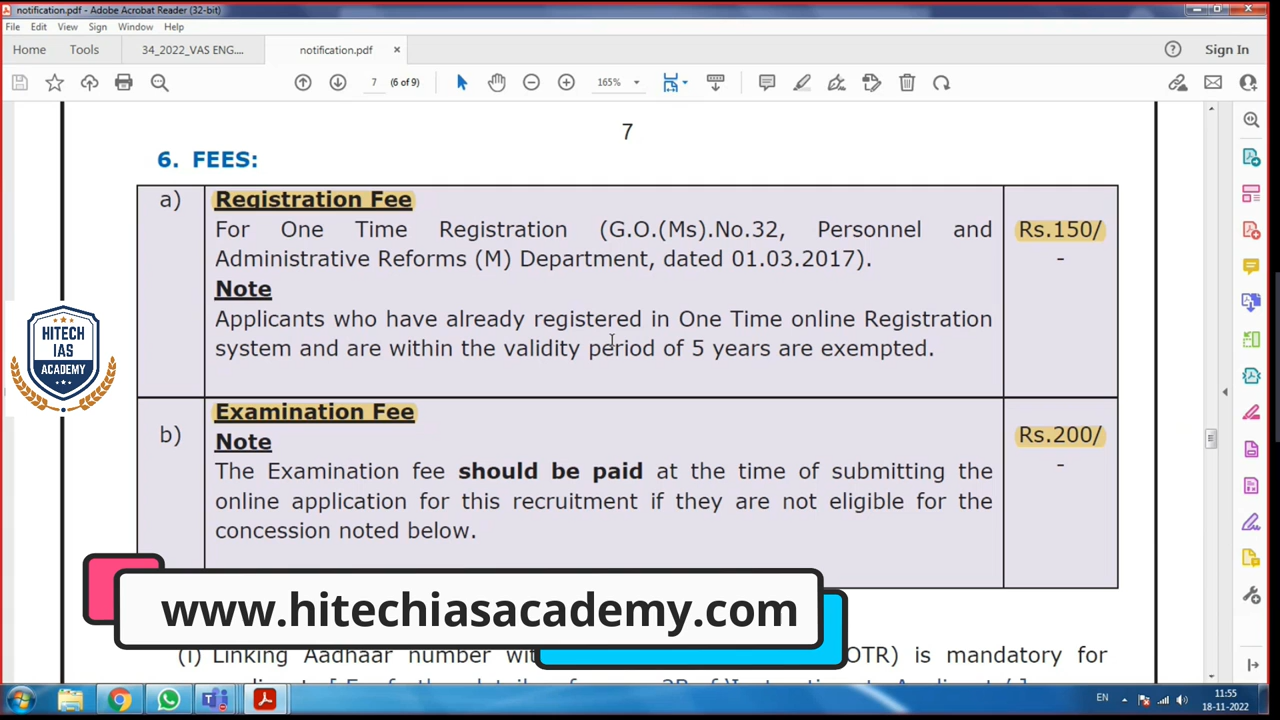 notification.pdf - Adobe Acrobat Reader (32-bit)
File Edit View Sign Window Help
Home Tools 34_2022_VAS ENG.... notification.pdf × Sign In
7 (6 of 9) 165%
7
6. FEES:
a) Registration Fee
For One Time Registration (G.O.(Ms).No.32, Personnel and Rs.150/
Administrative Reforms (M) Department, dated 01.03.2017). -
Note
Applicants who have already registered in One Time online Registration
system and are within the validity period of 5 years are exempted.
HITECH
IAS
ACADEMY
Examination Fee
b) Note Rs.200/
The Examination fee should be paid at the time of submitting the -
online application for this recruitment if they are not eligible for the
concession noted below.
www.hitechiasacademy.com
(i) Linking Aadhaar number OTR) is mandatory for
EN 11:55
18-11-2022